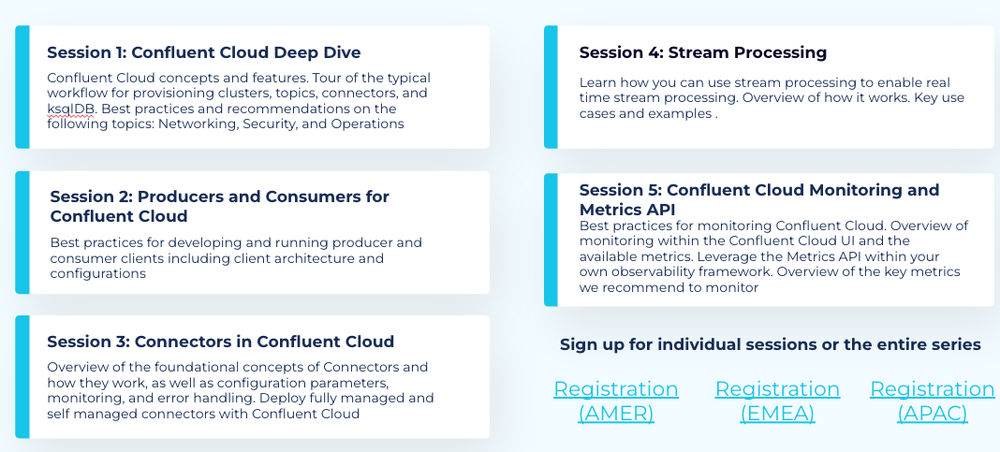 Session 1: Confluent Cloud Deep Dive
Confluent Cloud concepts and features. Tour of the typical
workflow for provisioning clusters, topics, connectors, and
ksqlDB. Best practices and recommendations on the
following topics: Networking, Security, and Operations
Session 2: Producers and Consumers for
Confluent Cloud
Best practices for developing and running producer and
consumer clients including client architecture and
configurations
Session 3: Connectors in Confluent Cloud
Overview of the foundational concepts of Connectors and
how they work, as well as configuration parameters,
monitoring, and error handling. Deploy fully managed and
self managed connectors with Confluent Cloud
Session 4: Stream Processing
Learn how you can use stream processing to enable real
time stream processing. Overview of how it works. Key use
cases and examples .
Session 5: Confluent Cloud Monitoring and
Metrics API
Best practices for monitoring Confluent Cloud. Overview of
monitoring within the Confluent Cloud UI and the
available metrics. Leverage the Metrics API within your
own observability framework. Overview of the key metrics
we recommend to monitor
Sign up for individual sessions or the entire series
Registration
(AMER)
Registration
(EMEA)
Registration
(APAC)